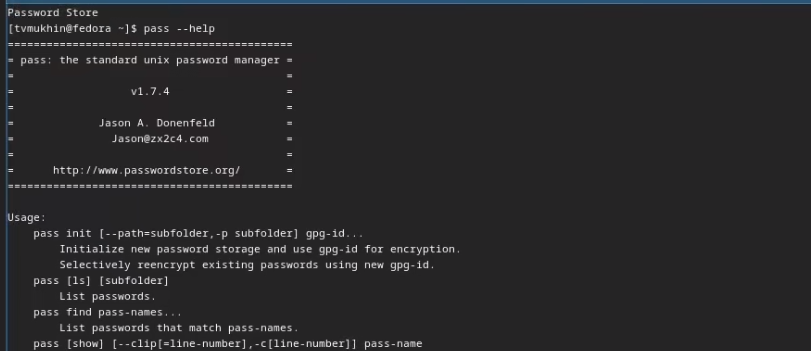 Password Store
[tvmukhin@fedora ~]$ pass --help
============================================
= pass: the standard unix password manager =
=                                          =
=                  v1.7.4                  =
=                                          =
=             Jason A. Donenfeld           =
=               Jason@zx2c4.com            =
=                                          =
=      http://www.passwordstore.org/       =
============================================
Usage:
    pass init [--path=subfolder,-p subfolder] gpg-id...
        Initialize new password storage and use gpg-id for encryption.
        Selectively reencrypt existing passwords using new gpg-id.
    pass [ls] [subfolder]
        List passwords.
    pass find pass-names...
        List passwords that match pass-names.
    pass [show] [--clip[=line-number],-c[line-number]] pass-name